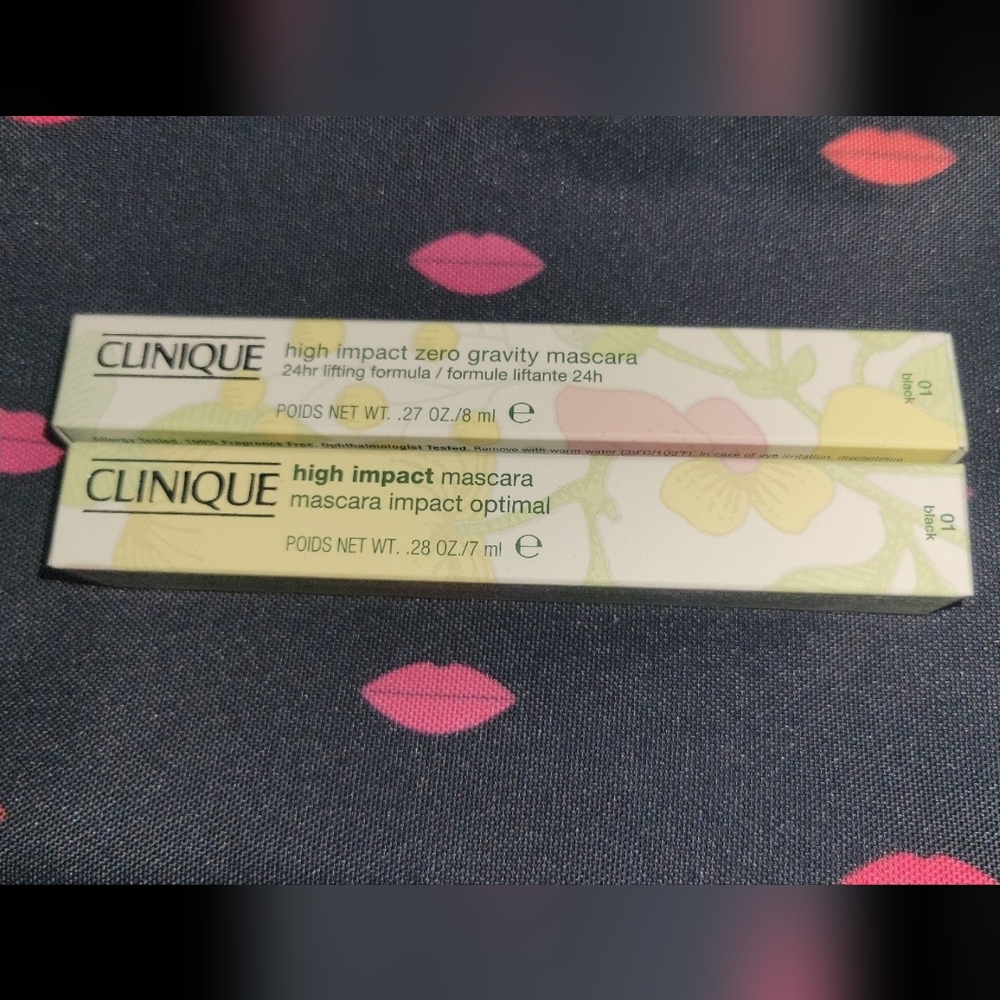 CLINIQUE
high impact zero gravity mascara
24hr lifting formula / formule liftante 24h
POIDS NET WT. .27 OZ./8 ml ℮
01
black
Allergy Tested. 100% Fragrance Free. Ophthalmologist Tested. Remove with warm water (39°C/102°F). In case of eye irritation, discontinue
CLINIQUE
high impact mascara
mascara impact optimal
POIDS NET WT. .28 OZ./7 ml ℮
01
black